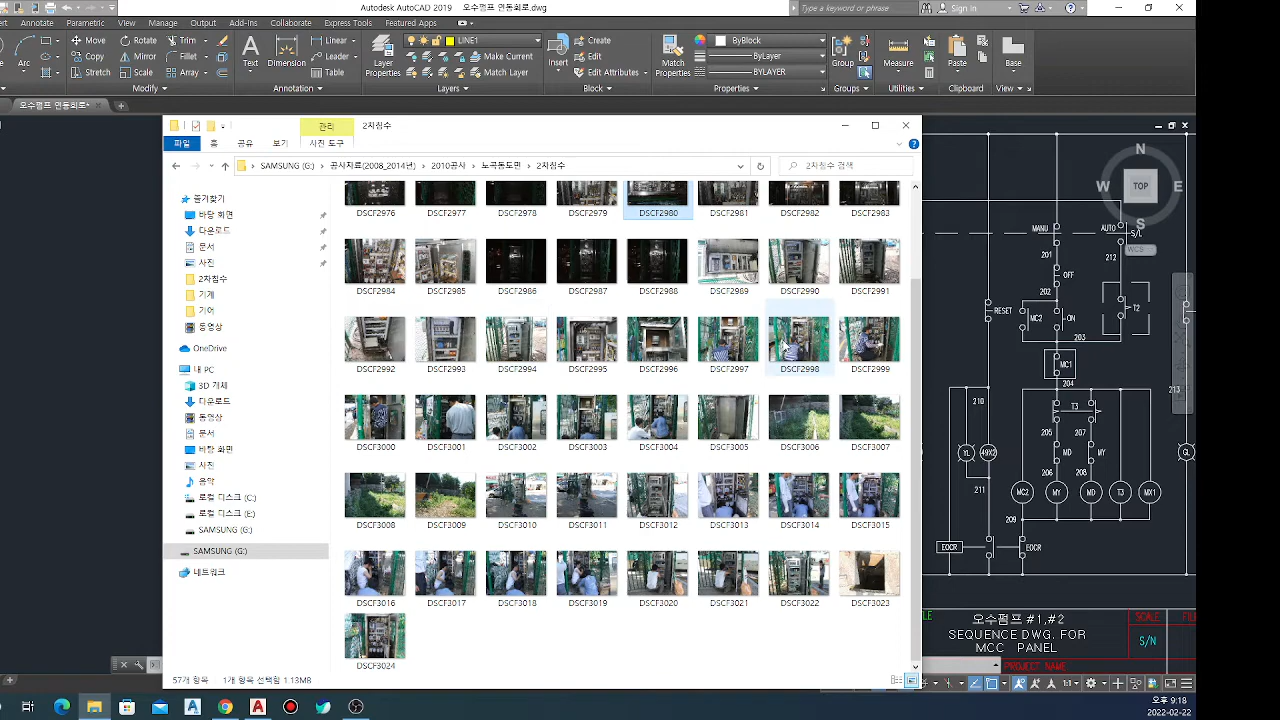 Autodesk AutoCAD 2019 오수펌프 연동회로.dwg
Type a keyword or phrase
Sign In
Arc
Move
Rotate
Trim
Copy
Mirror
Fillet
Stretch
Scale
Array
Text
Dimension
Linear
Leader
Table
Layer Properties
LINE1
Make Current
Match Layer
Insert
Create
Edit
Edit Attributes
Match Properties
ByBlock
ByLayer
BYLAYER
Group
Measure
Paste
Base
Modify
Annotation
Layers
Block
Properties
Groups
Utilities
Clipboard
View
오수펌프 연동회로*
관리
2차침수
파일
홈
공유
보기
사진 도구
SAMSUNG (G:) > 공사자료(2008_2014년) > 2010공사 > 노곡동도면 > 2차침수
2차침수 검색
즐겨찾기
바탕 화면
다운로드
문서
사진
2차침수
기계
기어
동영상
OneDrive
내 PC
3D 개체
다운로드
동영상
문서
바탕 화면
사진
음악
로컬 디스크 (C:)
로컬 디스크 (E:)
SAMSUNG (G:)
SAMSUNG (G:)
네트워크
DSCF2976 DSCF2977 DSCF2978 DSCF2979 DSCF2980 DSCF2981 DSCF2982 DSCF2983
DSCF2984 DSCF2985 DSCF2986 DSCF2987 DSCF2988 DSCF2989 DSCF2990 DSCF2991
DSCF2992 DSCF2993 DSCF2994 DSCF2995 DSCF2996 DSCF2997 DSCF2998 DSCF2999
DSCF3000 DSCF3001 DSCF3002 DSCF3003 DSCF3004 DSCF3005 DSCF3006 DSCF3007
DSCF3008 DSCF3009 DSCF3010 DSCF3011 DSCF3012 DSCF3013 DSCF3014 DSCF3015
DSCF3016 DSCF3017 DSCF3018 DSCF3019 DSCF3020 DSCF3021 DSCF3022 DSCF3023
DSCF3024
57개 항목
1개 항목 선택함 1.13MB
N
W TOP E
S
WCS
MANU
AUTO
S/L
201
212
OFF
202
RESET
MC2
ON
T2
203
MC1
204
210
213
T3
205
207
YL
49X2
MD
MY
GL
206
208
211
MC2
MY
MD
T3
MX1
209
EOCR
EOCR
오수펌프 #1,#2
SEQUENCE DWG. FOR
MCC PANEL
SCALE
S/N
PROJECT NAME
1:1
오후 9:18
2022-02-22